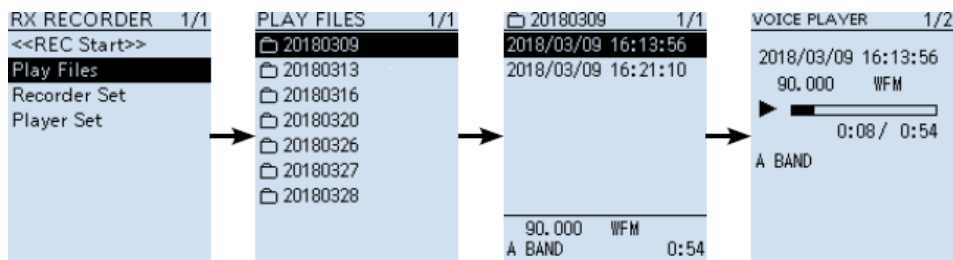 RX RECORDER 1/1
<<REC Start>>
Play Files
Recorder Set
Player Set
PLAY FILES 1/1
20180309
20180313
20180316
20180320
20180326
20180327
20180328
20180309 1/1
2018/03/09 16:13:56
2018/03/09 16:21:10
90.000 WFM
A BAND 0:54
VOICE PLAYER 1/2
2018/03/09 16:13:56
90.000 WFM
0:08/ 0:54
A BAND